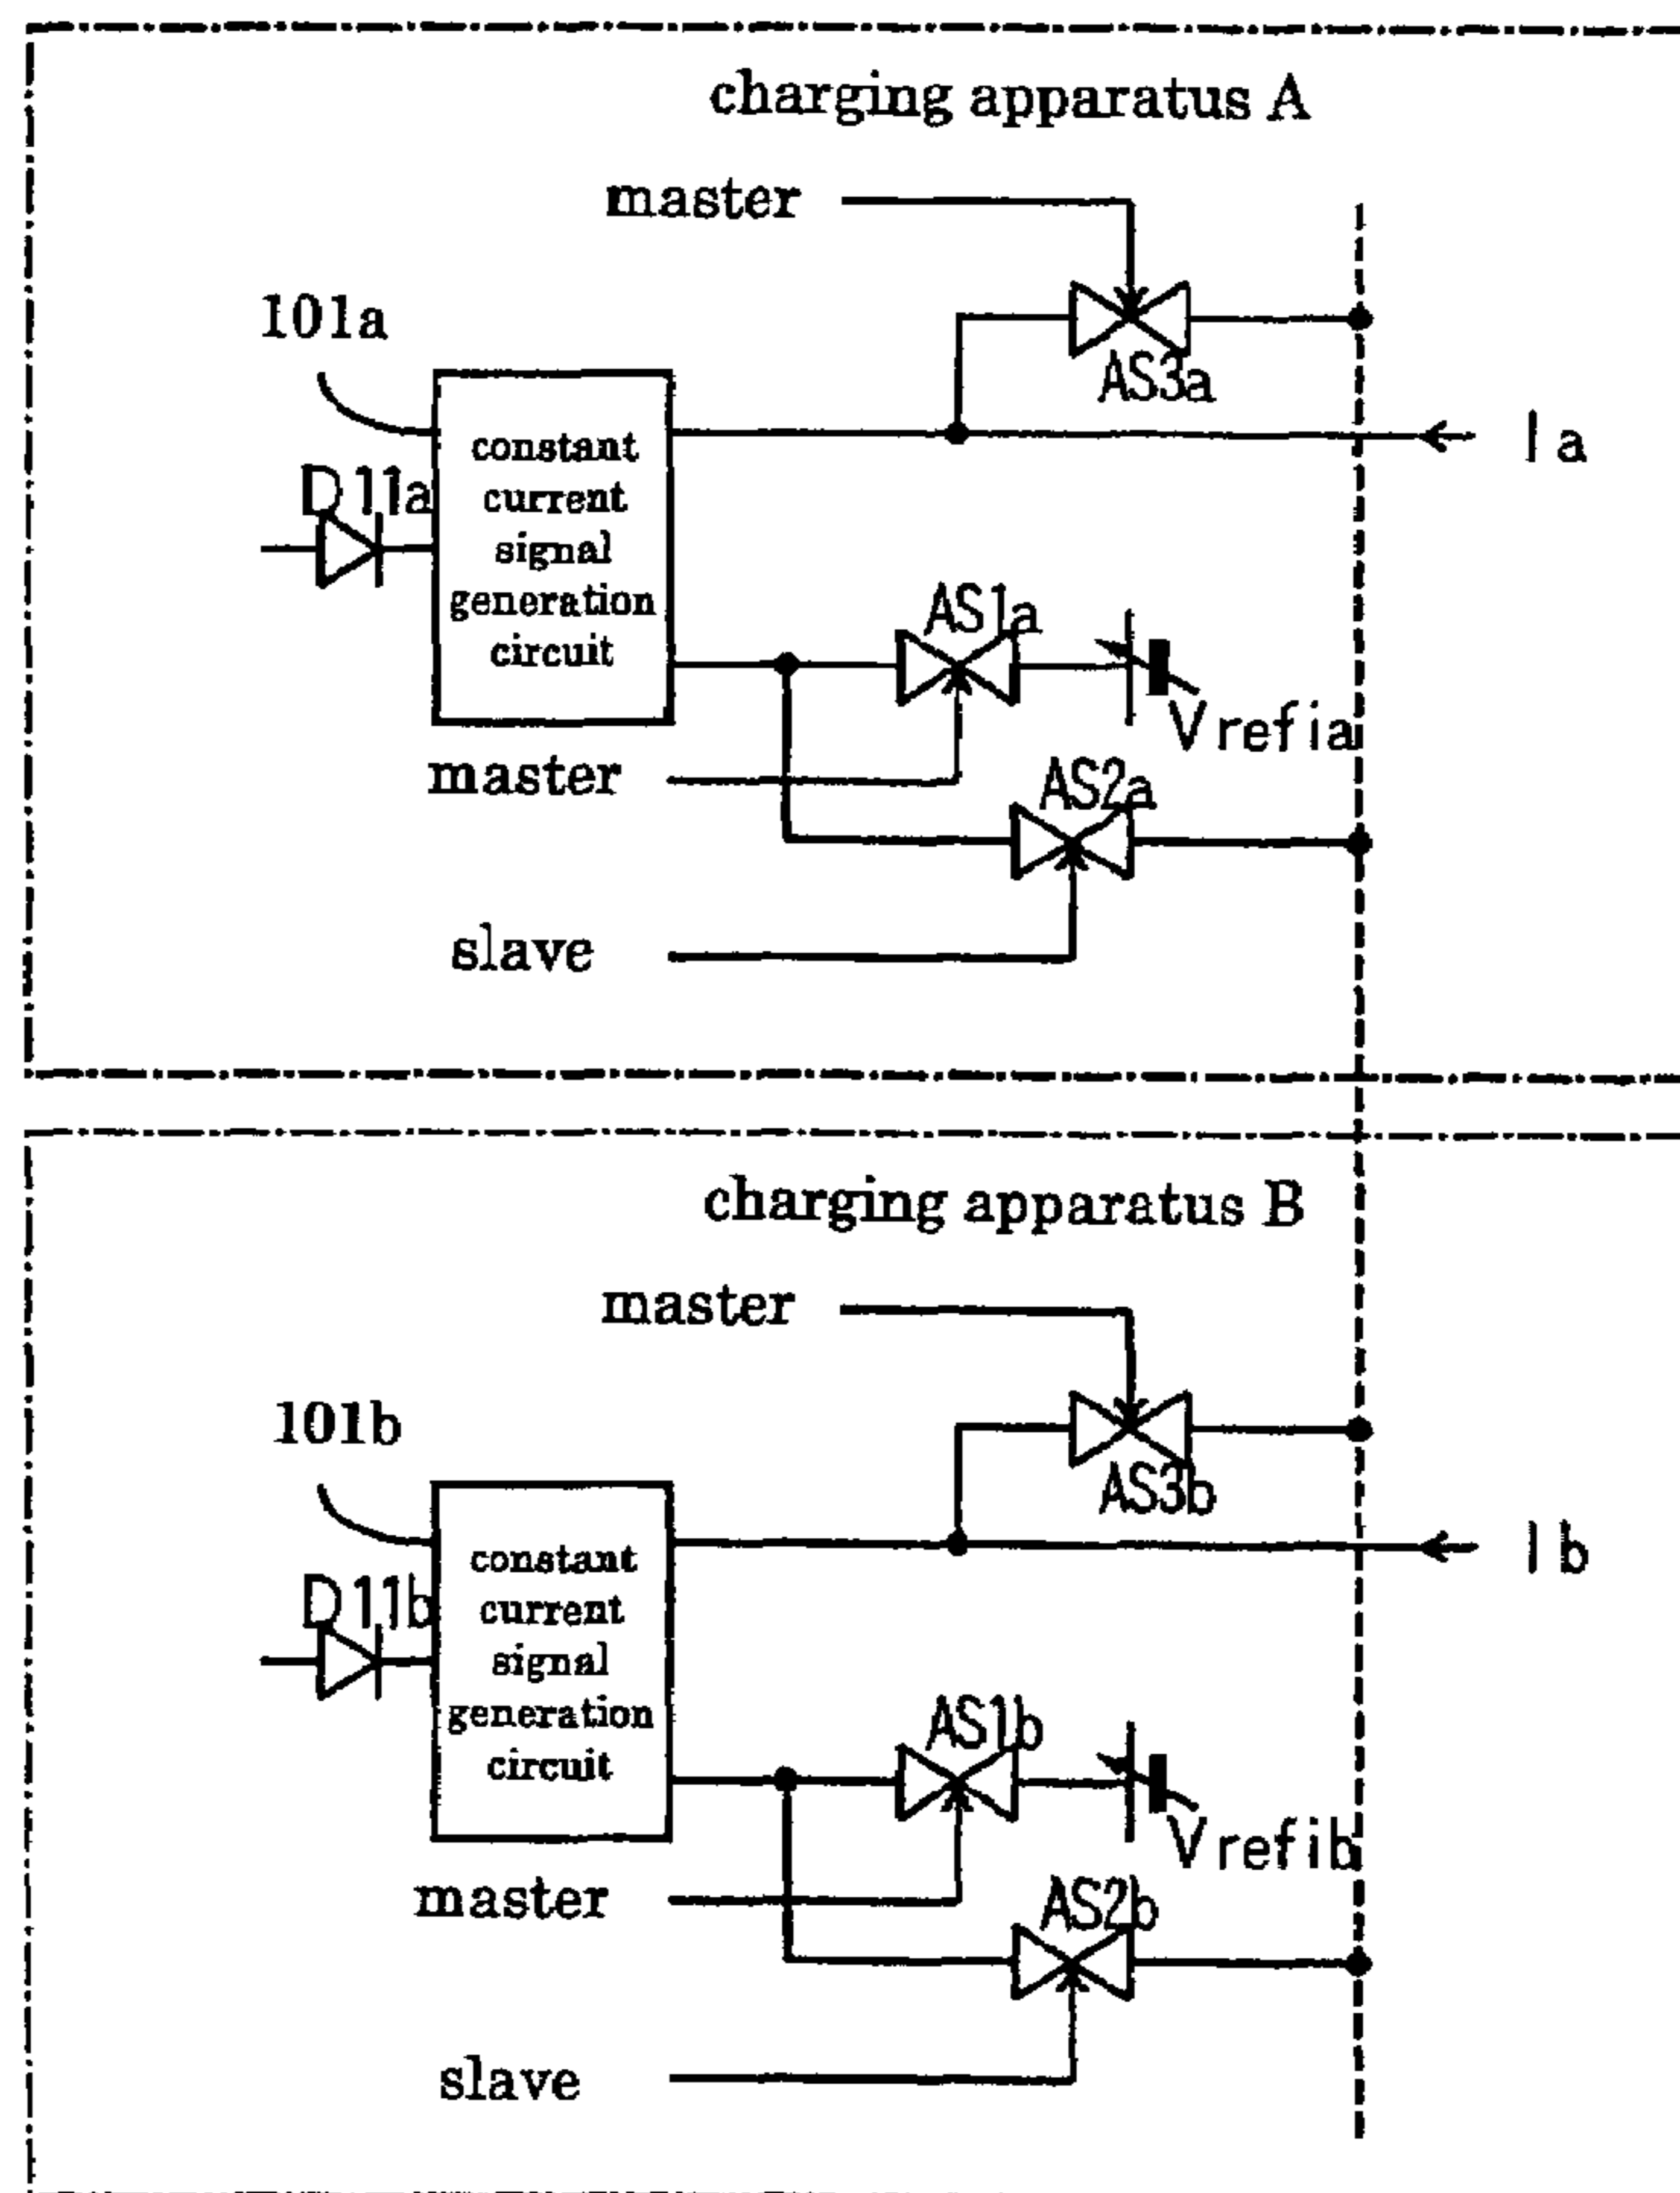 charging apparatus A
master
101a
AS3a
Ia
D11a
constant
current
signal
generation
circuit
AS1a
Vrefia
master
AS2a
slave
charging apparatus B
master
101b
AS3b
Ib
D11b
constant
current
signal
generation
circuit
AS1b
Vrefib
master
AS2b
slave